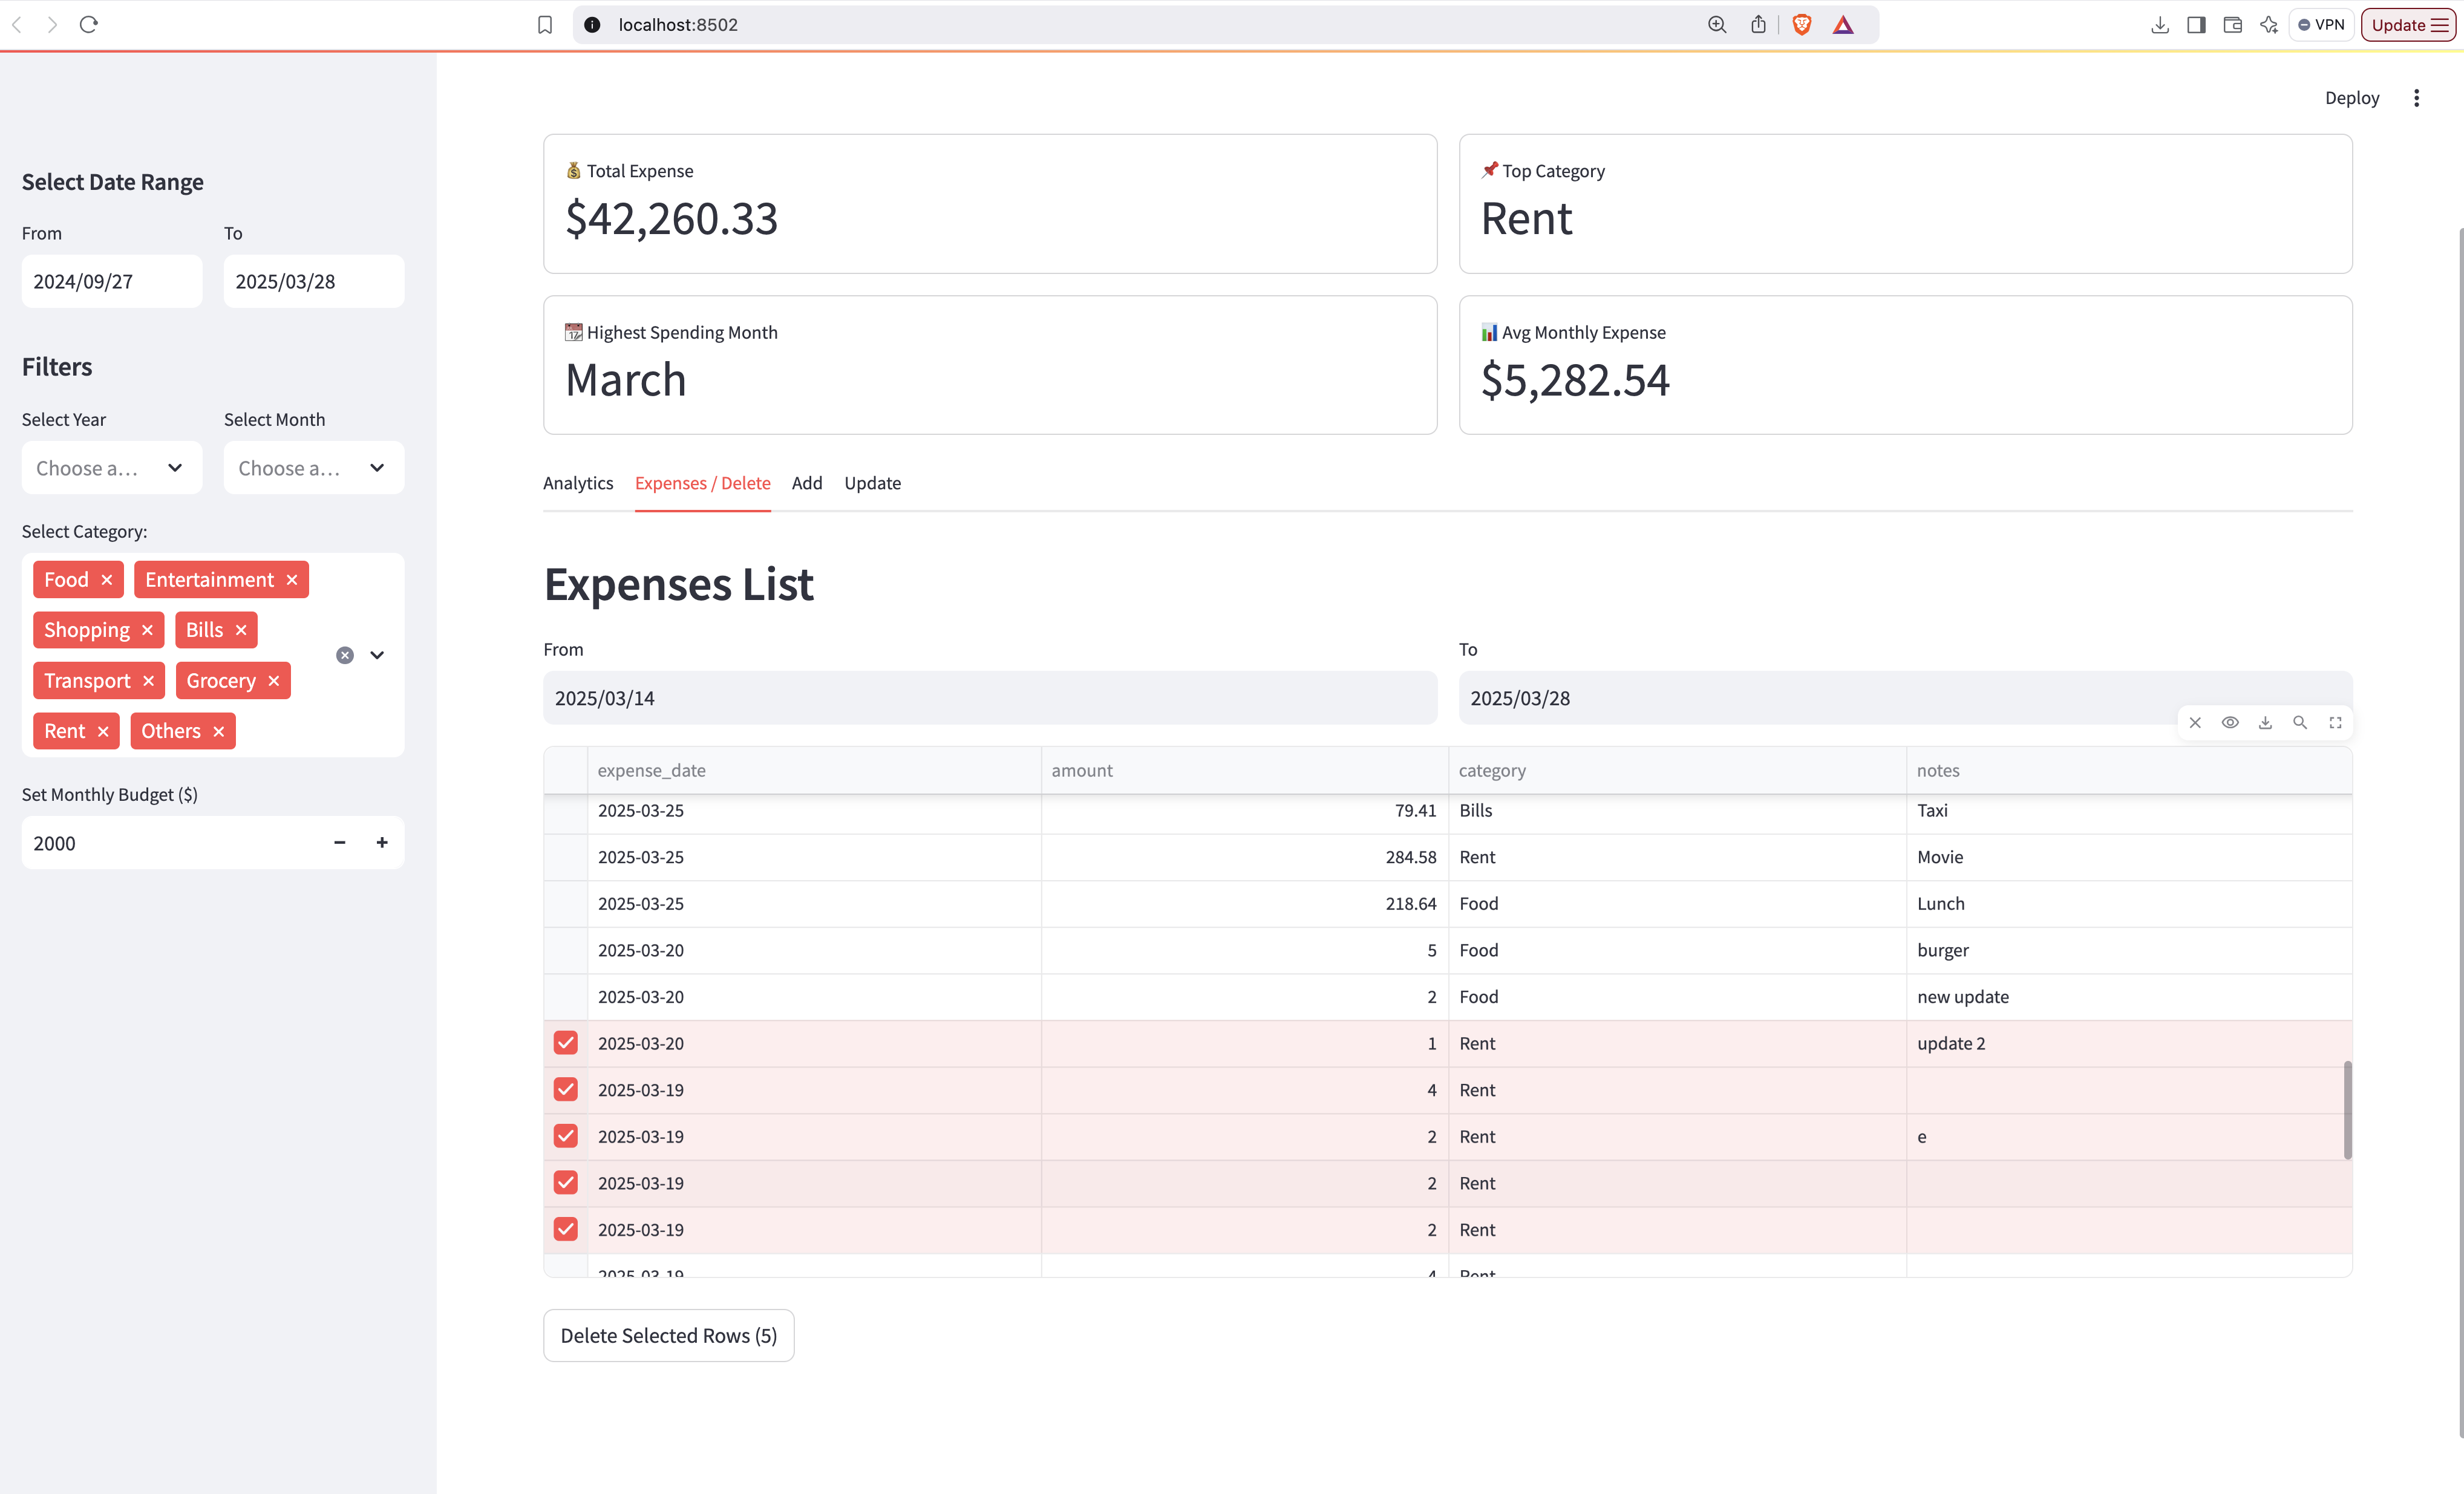 localhost:8502
VPN
Update
Deploy
Select Date Range
From
To
2024/09/27
2025/03/28
Filters
Select Year
Select Month
Choose a...
Choose a...
Select Category:
Food
Entertainment
Shopping
Bills
Transport
Grocery
Rent
Others
Set Monthly Budget ($)
2000
Total Expense
$42,260.33
Top Category
Rent
Highest Spending Month
March
Avg Monthly Expense
$5,282.54
Analytics
Expenses / Delete
Add
Update
Expenses List
From
To
2025/03/14
2025/03/28
expense_date amount category notes
2025-03-25 79.41 Bills Taxi
2025-03-25 284.58 Rent Movie
2025-03-25 218.64 Food Lunch
2025-03-20 5 Food burger
2025-03-20 2 Food new update
2025-03-20 1 Rent update 2
2025-03-19 4 Rent
2025-03-19 2 Rent e
2025-03-19 2 Rent
2025-03-19 2 Rent
2025-03-19 4 Rent
Delete Selected Rows (5)